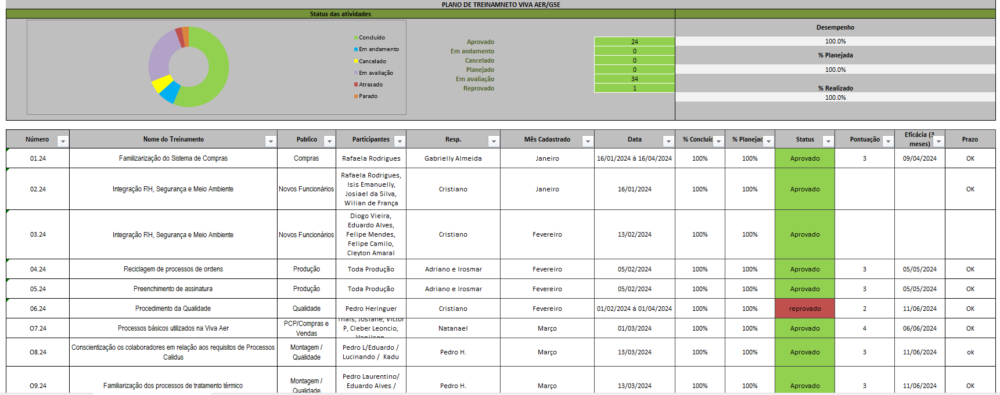 PLANO DE TREINAMNETO VIVA AER/GSE
Status das atividades
Concluído
Em andamento
Cancelado
Em avaliação
Atrasado
Parado
Aprovado 24
Em andamento 0
Cancelado 0
Planejado 0
Em avaliação 34
Reprovado 1
Desempenho
100.0%
% Planejada
100.0%
% Realizado
100.0%
Número Nome do Treinamento Publico Participantes Resp. Mês Cadastrado Data % Concluíd % Planejad Status Pontuação Eficácia (3 meses) Prazo
01.24 Familizarização do Sistema de Compras Compras Rafaela Rodrigues Gabrielly Almeida Janeiro 16/01/2024 á 16/04/2024 100% 100% Aprovado 3 09/04/2024 OK
02.24 Integração RH, Segurança e Meio Ambiente Novos Funcionários Rafaela Rodrigues, Isis Emanuelly, Josiael da Silva, Wilian de França Cristiano Janeiro 16/01/2024 100% 100% Aprovado OK
03.24 Integração RH, Segurança e Meio Ambiente Novos Funcionários Diogo Vieira, Eduardo Alves, Felipe Mendes, Felipe Camilo, Cleyton Amaral Cristiano Fevereiro 13/02/2024 100% 100% Aprovado
04.24 Reciclagem de processos de ordens Produção Toda Produção Adriano e Irosmar Fevereiro 05/02/2024 100% 100% Aprovado 3 05/05/2024 OK
05.24 Preenchimento de assinatura Produção Toda Produção Adriano e Irosmar Fevereiro 05/02/2024 100% 100% Aprovado 3 05/05/2024 OK
06.24 Procedimento da Qualidade Qualidade Pedro Heringuer Cristiano Fevereiro 01/02/2024 á 01/04/2024 100% 100% reprovado 2 11/06/2024 OK
O7.24 Processos básicos utilizados na Viva Aer PCP/Compras e Vendas Thais, Josiane, Victor P, Cleber Leoncio, Natanael Março 01/03/2024 100% 100% Aprovado 4 06/06/2024 OK
O8.24 Conscientização os colaboradores em relação aos requisitos de Processos Calidus Montagem / Qualidade Pedro L/Eduardo / Lucinando / Kadu Pedro H. Março 13/03/2024 100% 100% Aprovado 3 11/06/2024 ok
O9.24 Familiarização dos processos de tratamento térmico Montagem / Qualidade Pedro Laurentino/ Eduardo Alves / Pedro H. Março 13/03/2024 100% 100% Aprovado 3 11/06/2024 OK